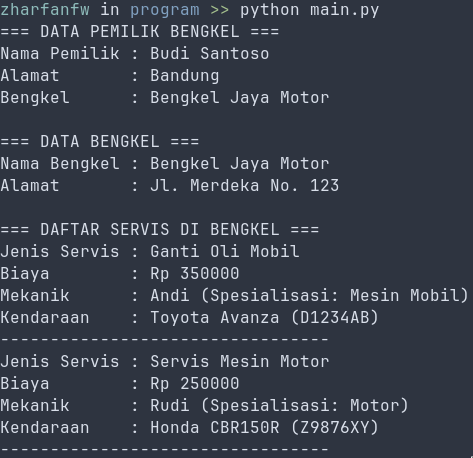 zharfanfw in program >> python main.py
=== DATA PEMILIK BENGKEL ===
Nama Pemilik : Budi Santoso
Alamat       : Bandung
Bengkel      : Bengkel Jaya Motor

=== DATA BENGKEL ===
Nama Bengkel : Bengkel Jaya Motor
Alamat       : Jl. Merdeka No. 123

=== DAFTAR SERVIS DI BENGKEL ===
Jenis Servis : Ganti Oli Mobil
Biaya        : Rp 350000
Mekanik      : Andi (Spesialisasi: Mesin Mobil)
Kendaraan    : Toyota Avanza (D1234AB)
---------------------------------
Jenis Servis : Servis Mesin Motor
Biaya        : Rp 250000
Mekanik      : Rudi (Spesialisasi: Motor)
Kendaraan    : Honda CBR150R (Z9876XY)
---------------------------------